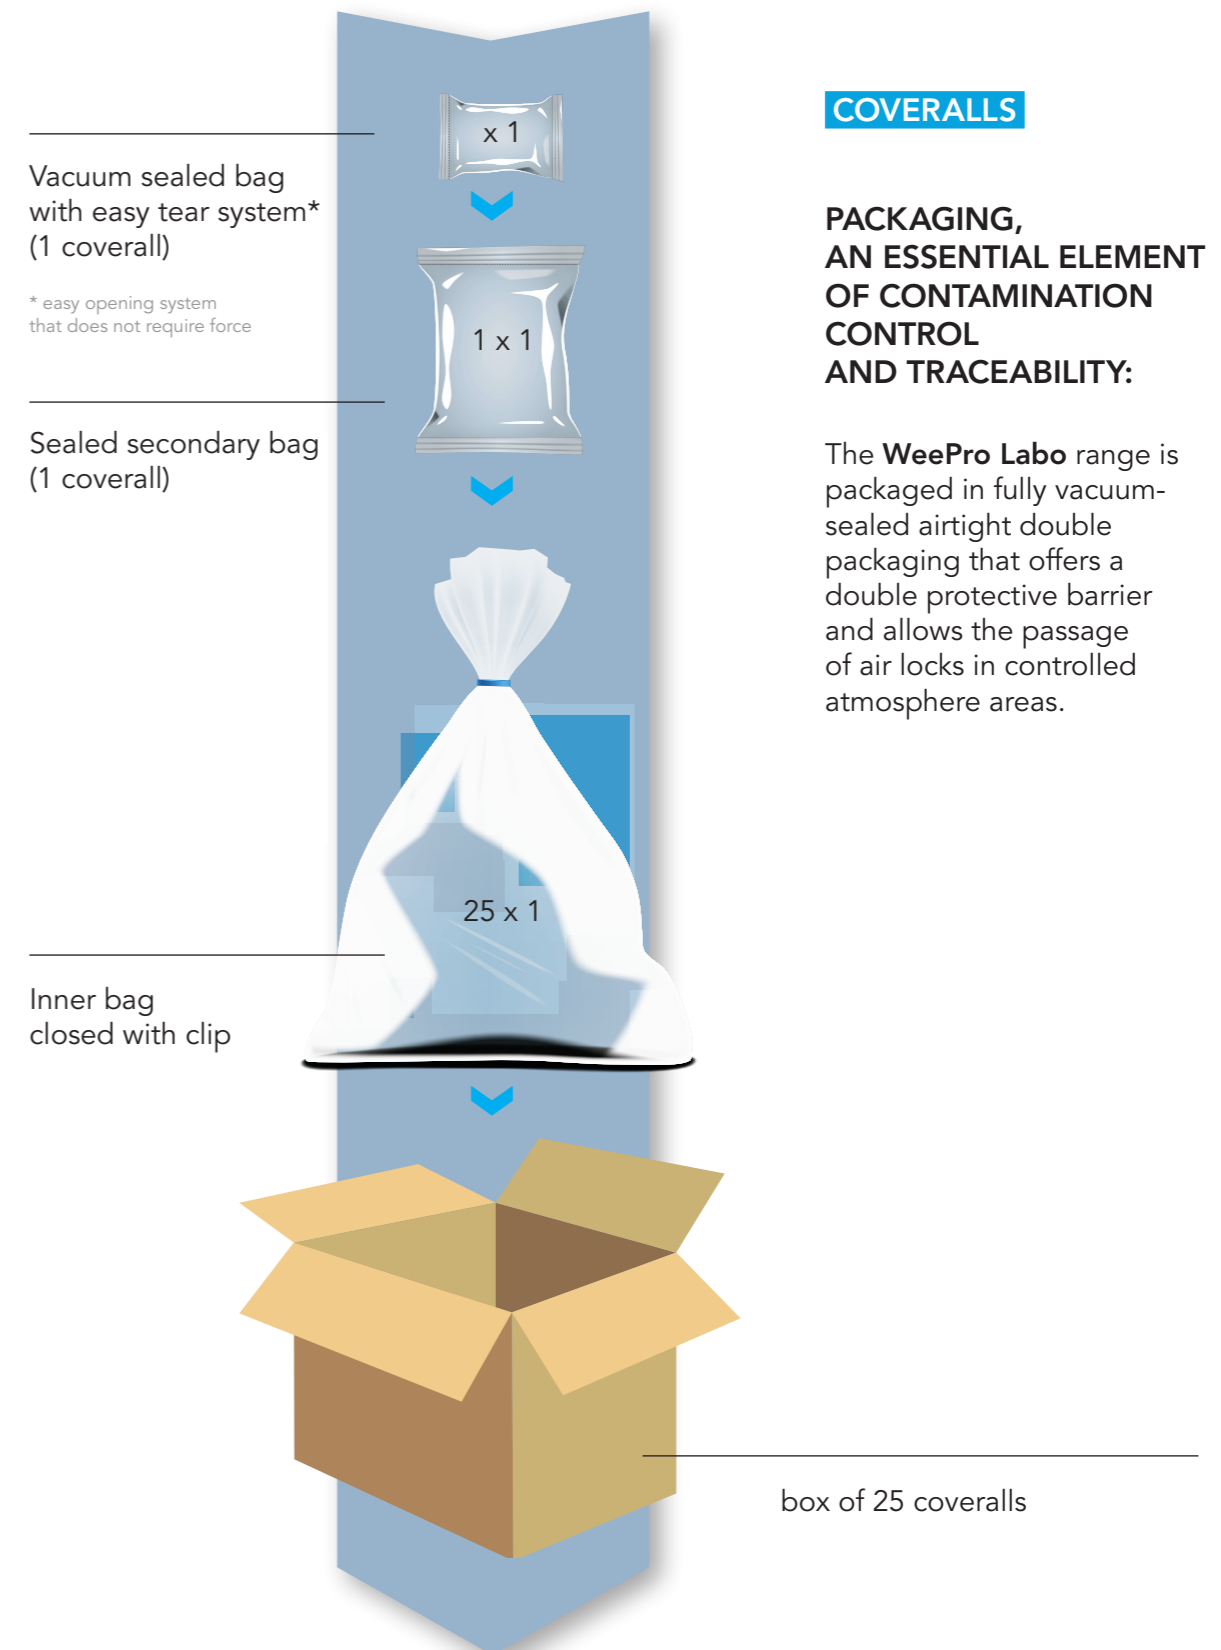 x 1
Vacuum sealed bag
with easy tear system*
(1 coverall)
* easy opening system
that does not require force
1 x 1
Sealed secondary bag
(1 coverall)
25 x 1
Inner bag
closed with clip
box of 25 coveralls
COVERALLS
PACKAGING,
AN ESSENTIAL ELEMENT
OF CONTAMINATION
CONTROL
AND TRACEABILITY:
The WeePro Labo range is
packaged in fully vacuum-
sealed airtight double
packaging that offers a
double protective barrier
and allows the passage
of air locks in controlled
atmosphere areas.